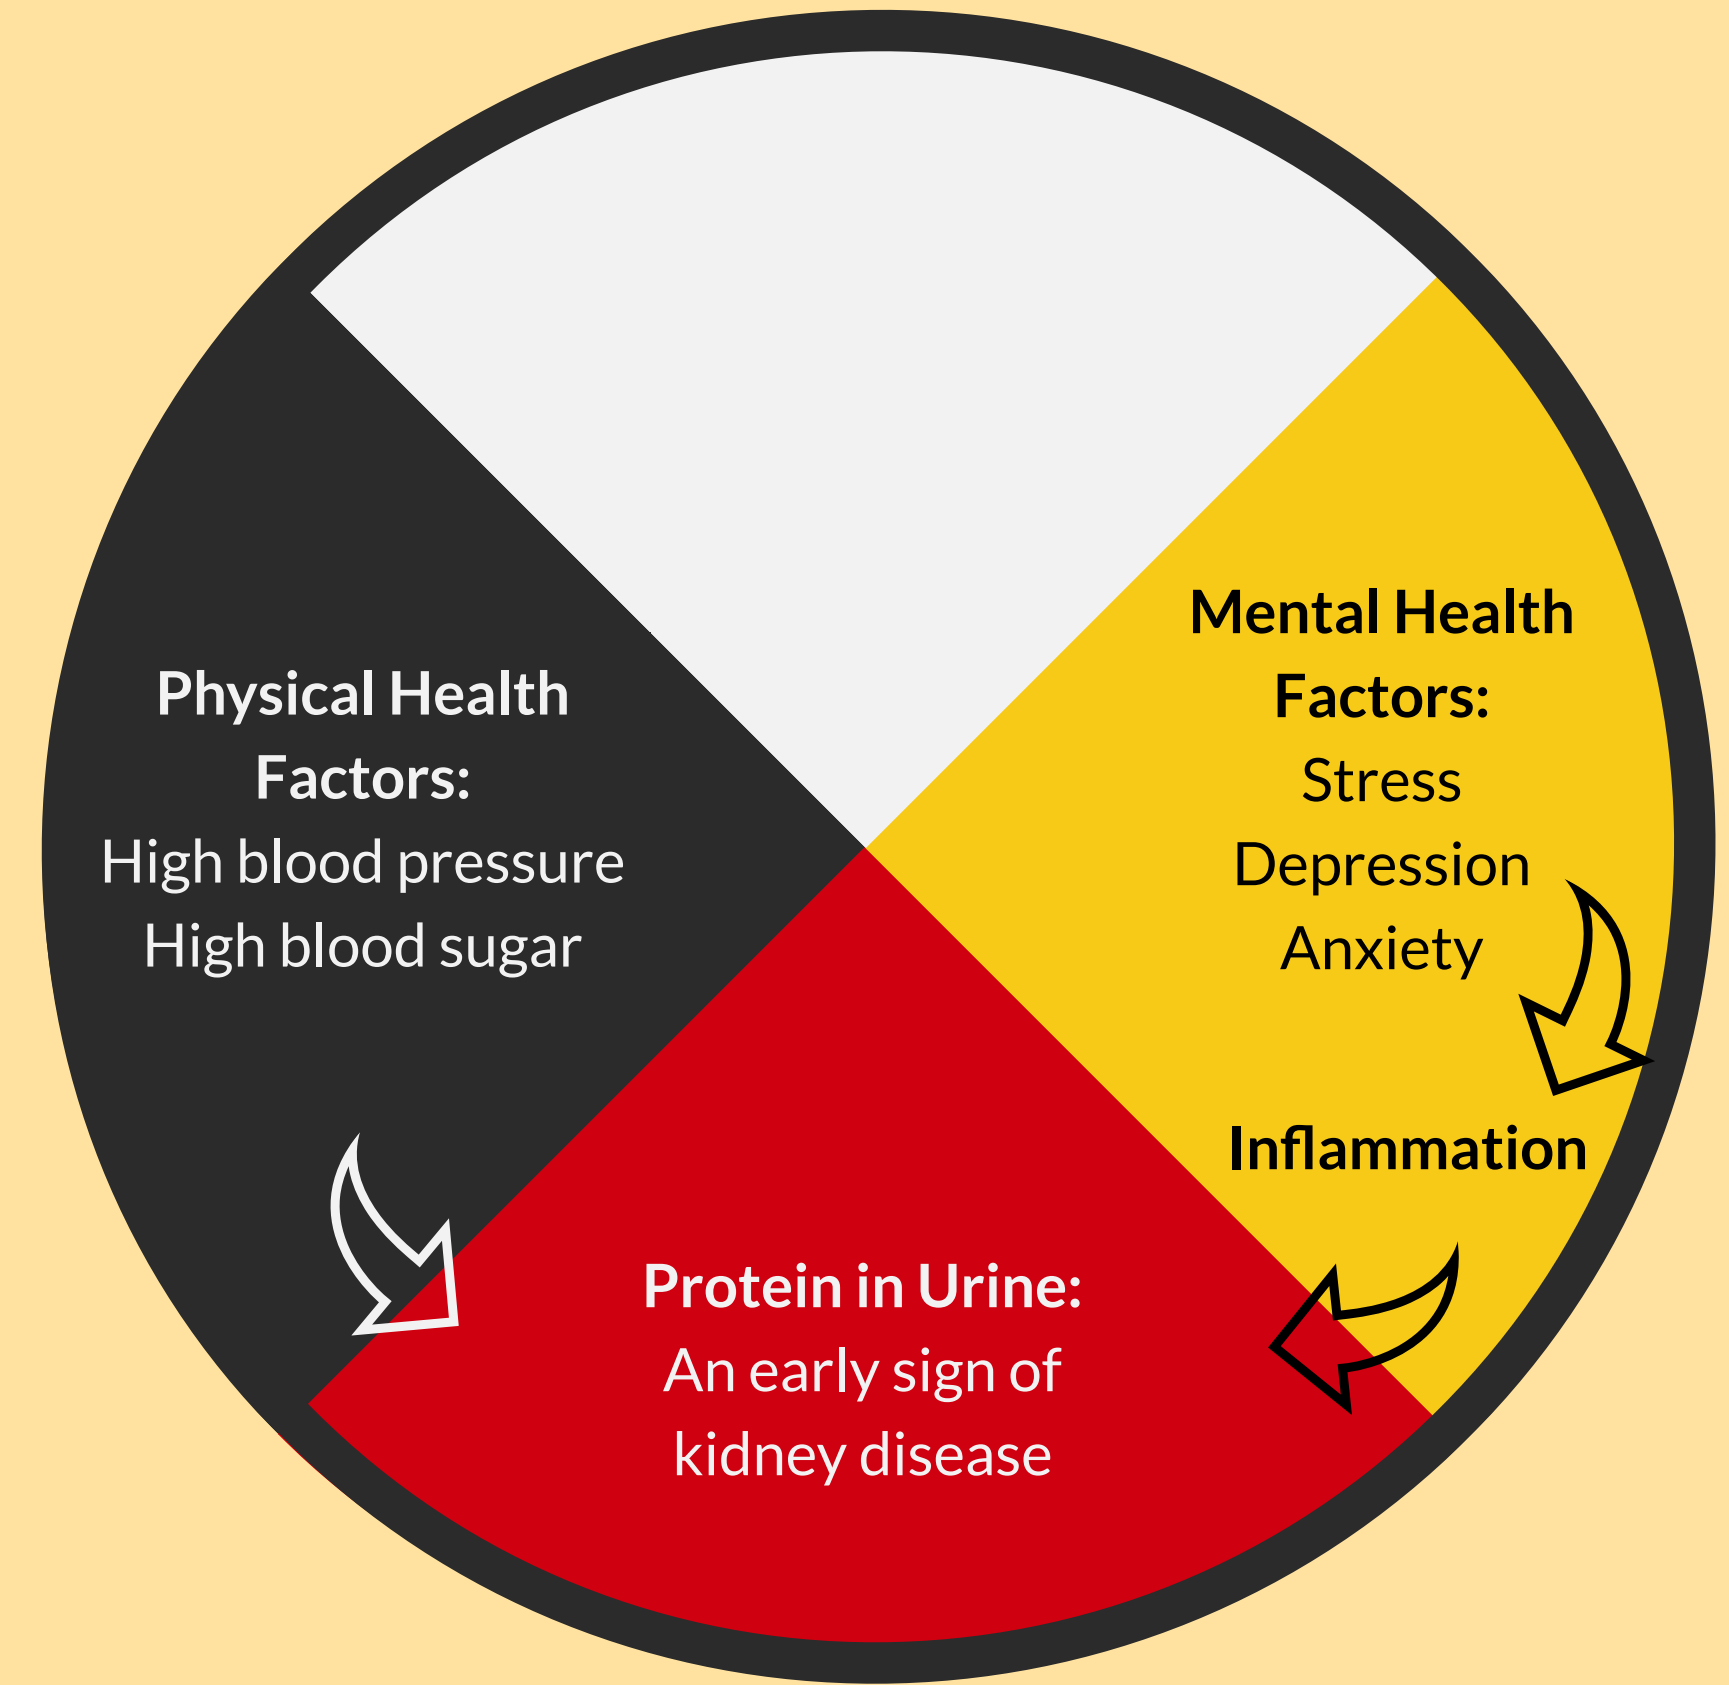 Physical Health
Factors:
High blood pressure
High blood sugar
Mental Health
Factors:
Stress
Depression
Anxiety
Inflammation
Protein in Urine:
An early sign of
kidney disease